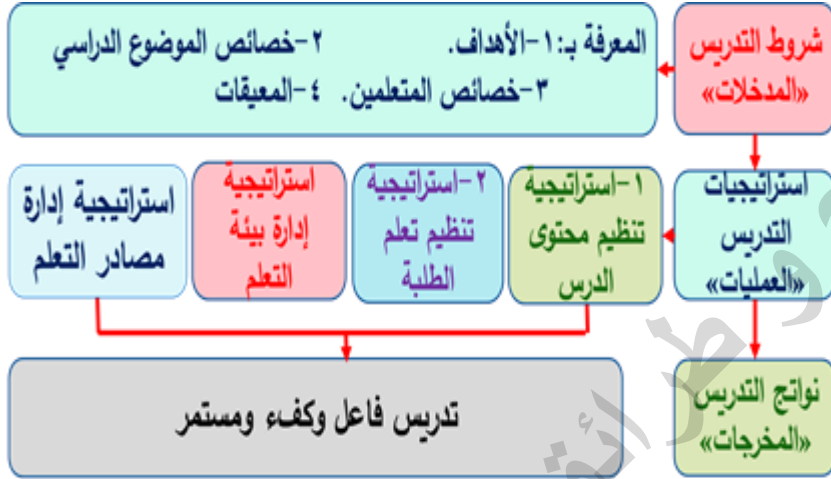 شروط التدريس
«المدخلات»
المعرفة بـ: ١-الأهداف. ٢-خصائص الموضوع الدراسي
٣-خصائص المتعلمين. ٤-المعيقات
استراتيجيات
التدريس
«العمليات»
١-استراتيجية
تنظيم محتوى
الدرس
٢-استراتيجية
تنظيم تعلم
الطلبة
استراتيجية
إدارة بيئة
التعلم
استراتيجية إدارة
مصادر التعلم
نواتج التدريس
«المخرجات»
تدريس فاعل وكفء ومستمر